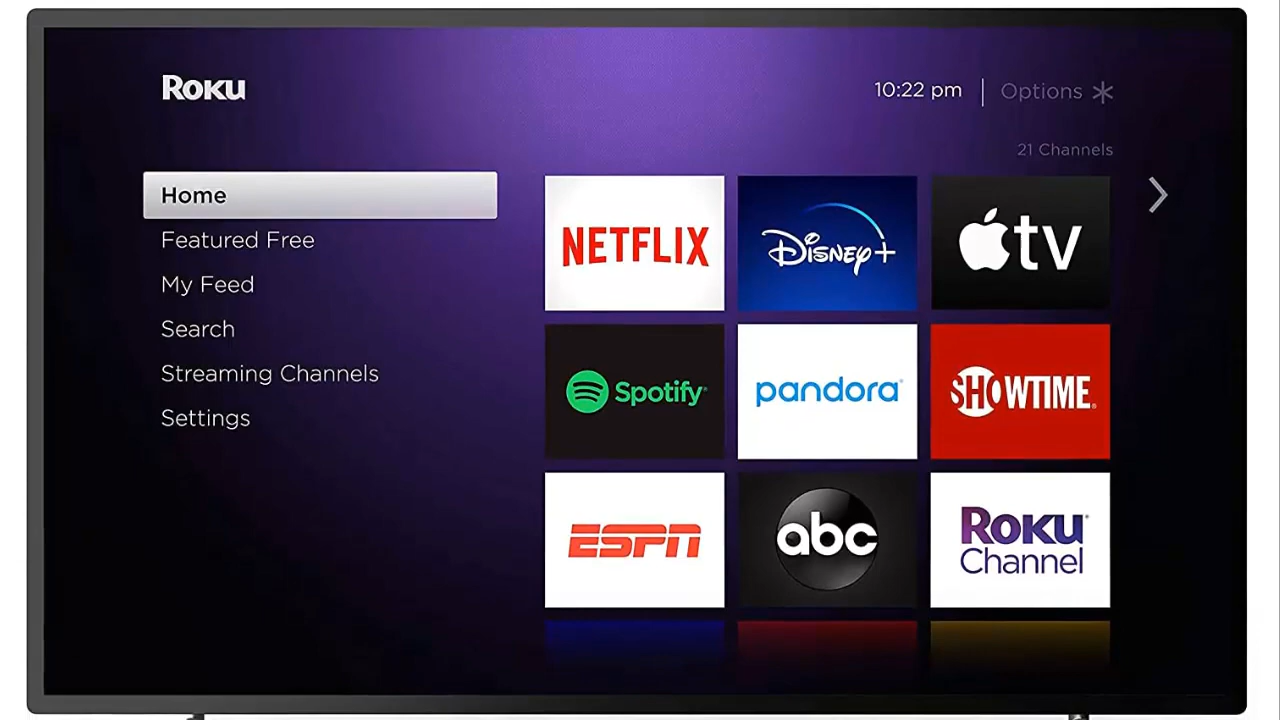 Roku
10:22 pm | Options
21 Channels
Home
Featured Free
My Feed
Search
Streaming Channels
Settings
NETFLIX
Disney+
tv
Spotify
pandora
SHOWTIME
ESPN
abc
Roku
Channel